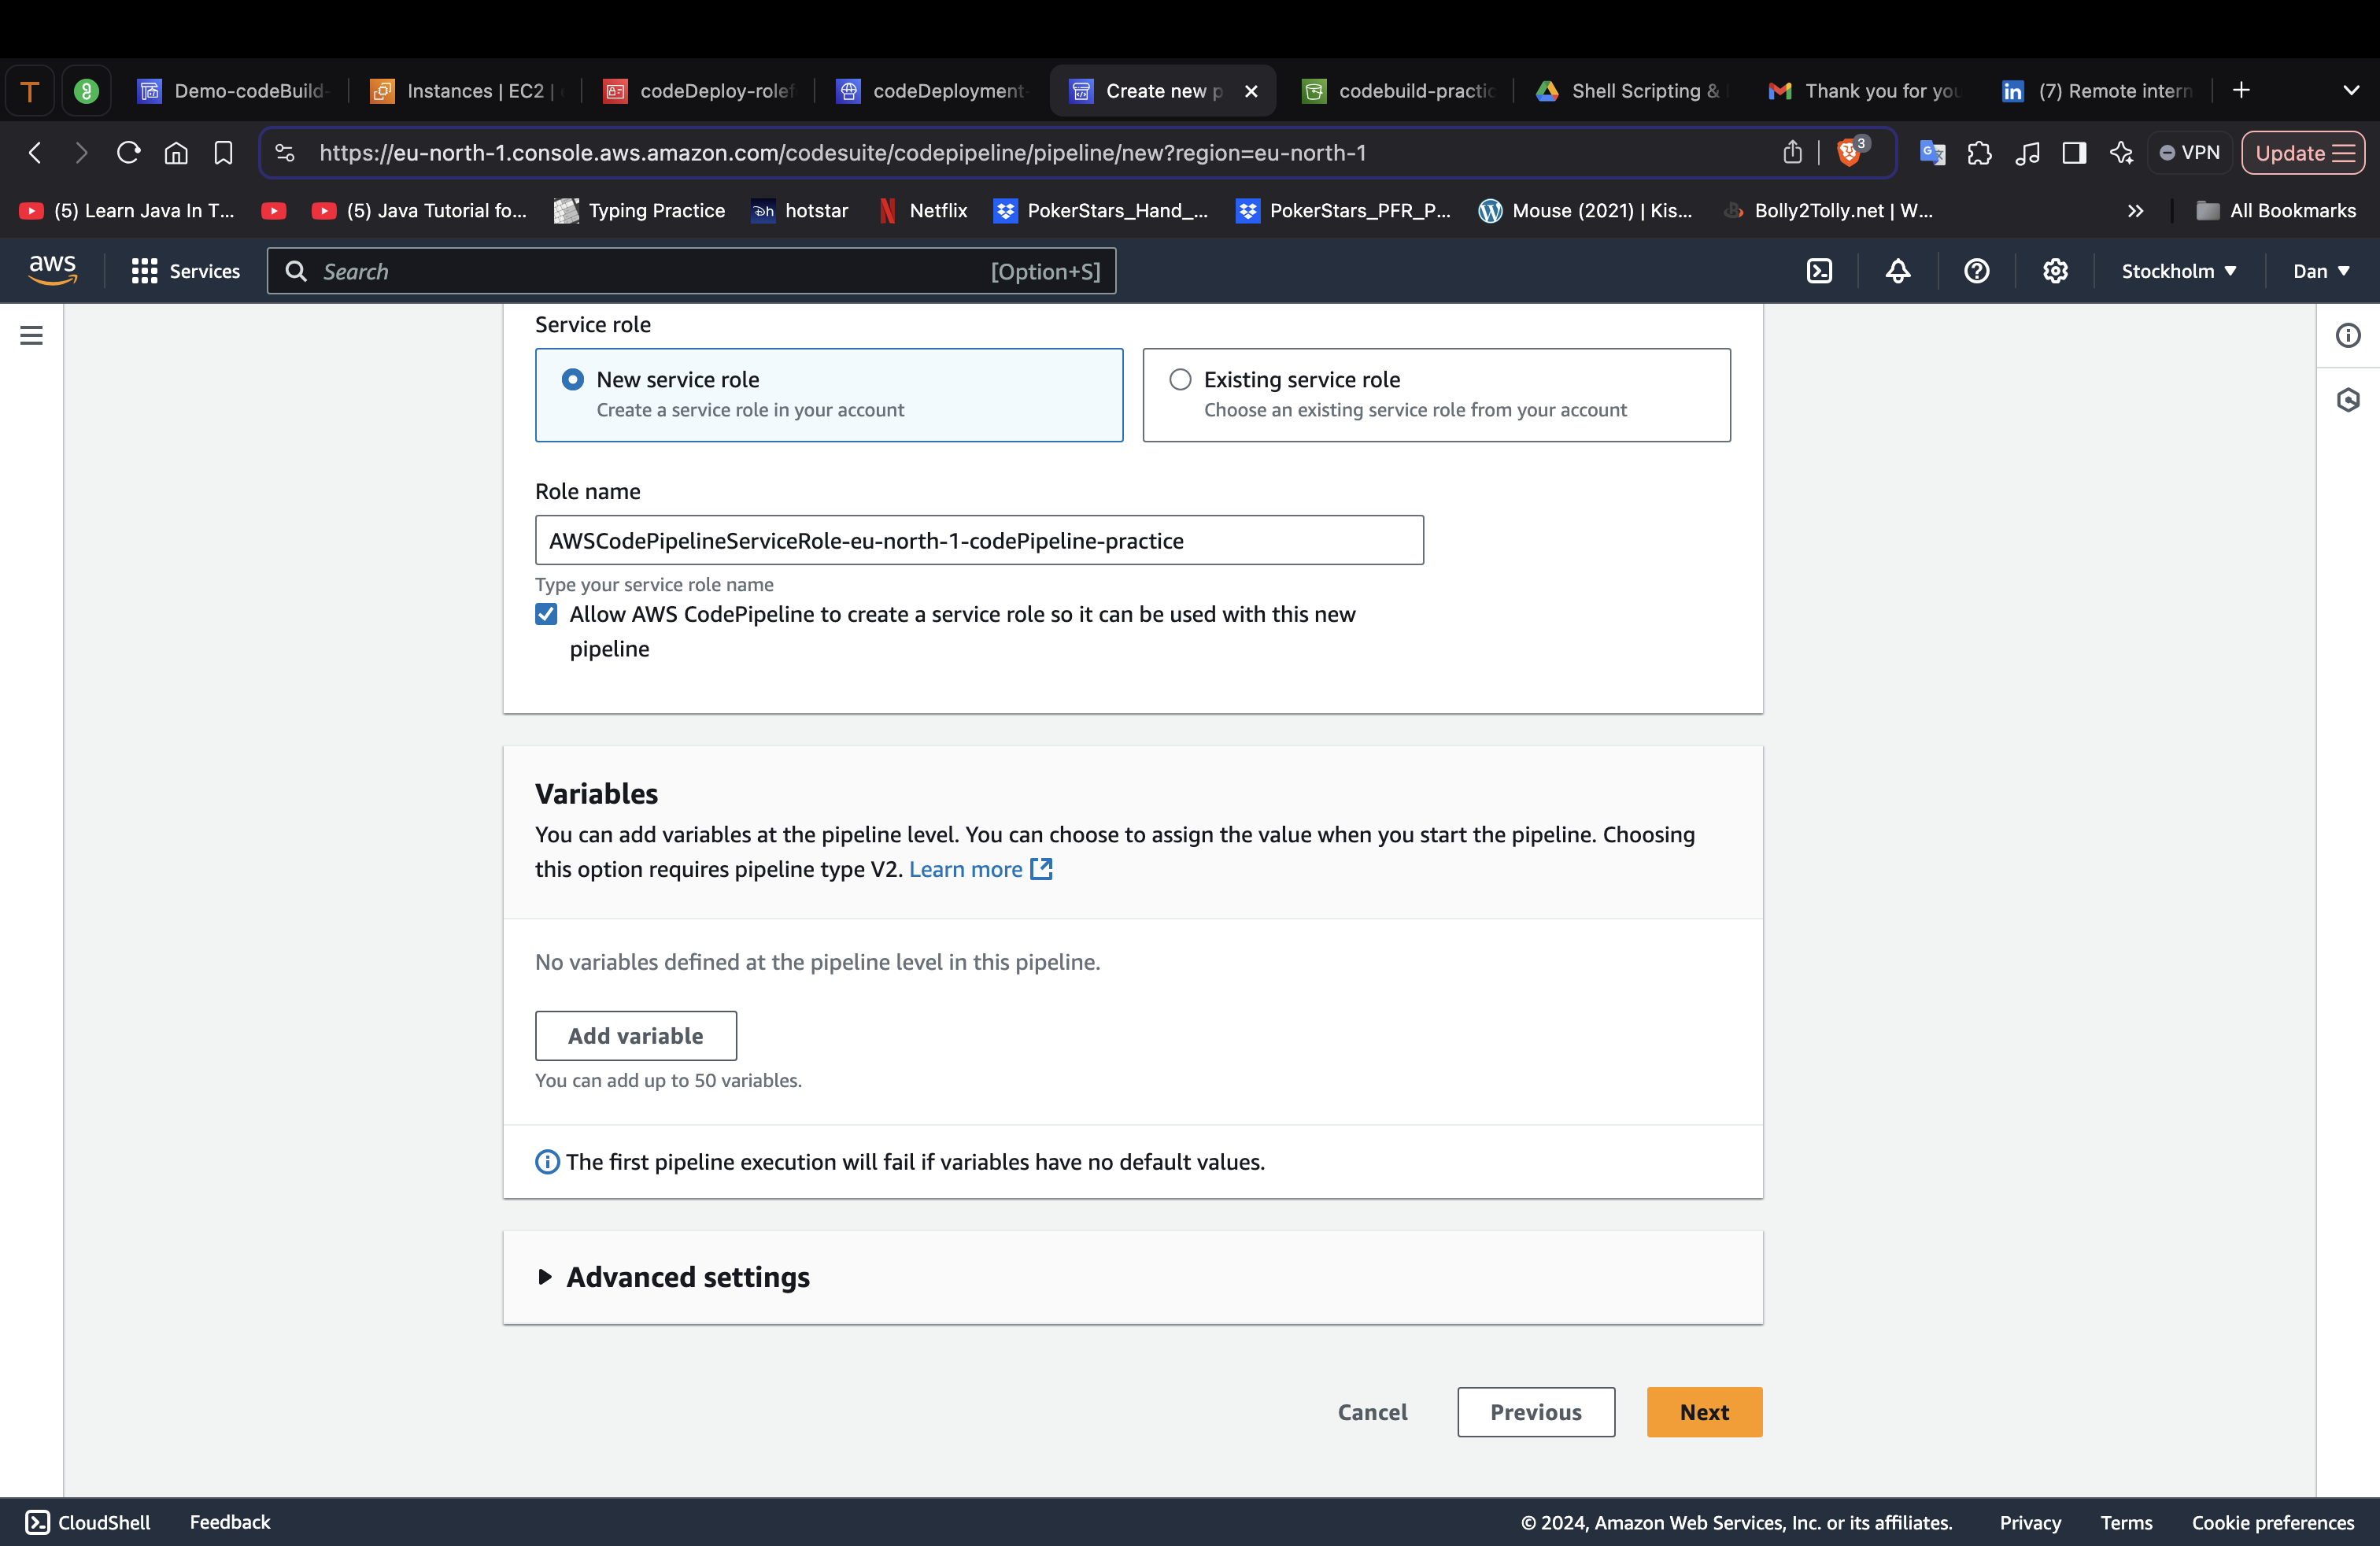 T
Demo-codeBuild-
Instances | EC2 |
codeDeploy-rolef
codeDeployment-
Create new p
codebuild-practic
Shell Scripting &
Thank you for you
in
(7) Remote intern
https://eu-north-1.console.aws.amazon.com/codesuite/codepipeline/pipeline/new?region=eu-north-1
3
VPN
Update
(5) Learn Java In T...
(5) Java Tutorial fo...
Typing Practice
hotstar
Netflix
PokerStars_Hand_...
PokerStars_PFR_P...
Mouse (2021) | Kis...
Bolly2Tolly.net | W...
All Bookmarks
aws
Services
Search
[Option+S]
Stockholm
Dan
Service role
New service role
Create a service role in your account
Existing service role
Choose an existing service role from your account
Role name
AWSCodePipelineServiceRole-eu-north-1-codePipeline-practice
Type your service role name
Allow AWS CodePipeline to create a service role so it can be used with this new
pipeline
Variables
You can add variables at the pipeline level. You can choose to assign the value when you start the pipeline. Choosing
this option requires pipeline type V2. Learn more
No variables defined at the pipeline level in this pipeline.
Add variable
You can add up to 50 variables.
The first pipeline execution will fail if variables have no default values.
Advanced settings
Cancel
Previous
Next
CloudShell
Feedback
© 2024, Amazon Web Services, Inc. or its affiliates.
Privacy
Terms
Cookie preferences